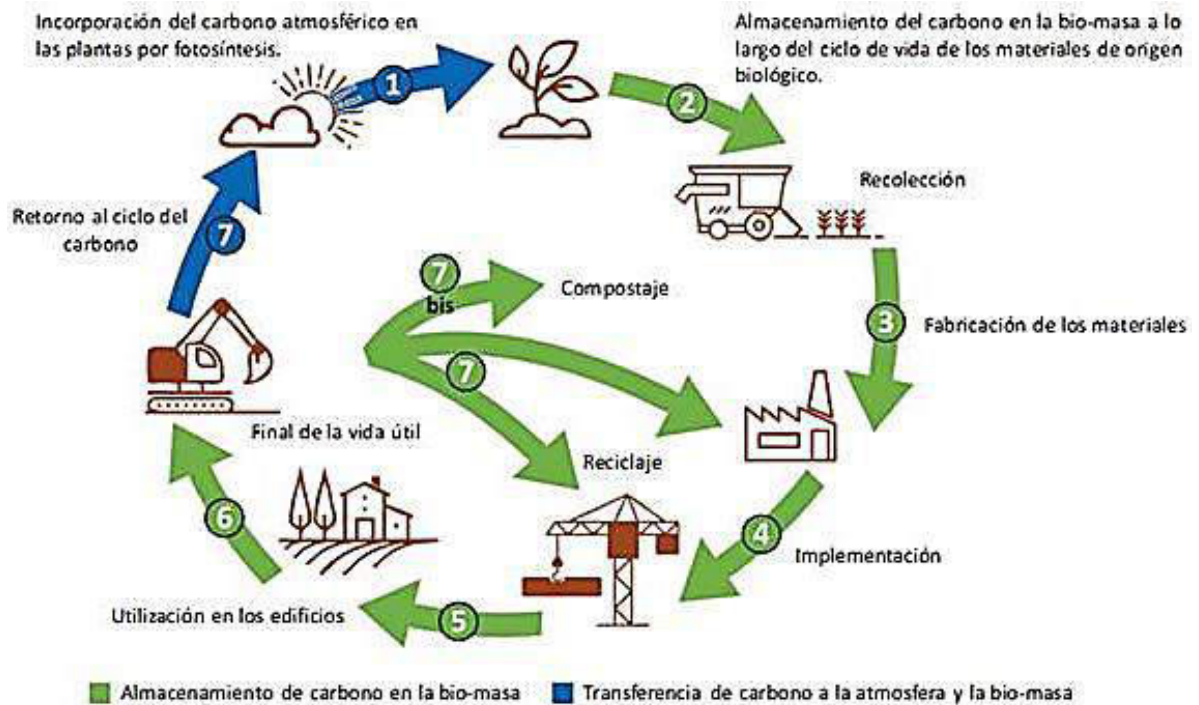 Incorporación del carbono atmosférico en
las plantas por fotosíntesis.
Almacenamiento del carbono en la bio-masa a lo
largo del ciclo de vida de los materiales de origen
biológico.
1
2
Recolección
Retorno al ciclo del
carbono
7
7
bis
Compostaje
3
Fabricación de los materiales
7
Final de la vida útil
Reciclaje
6
4
Implementación
Utilización en los edificios
5
Almacenamiento de carbono en la bio-masa
Transferencia de carbono a la atmosfera y la bio-masa